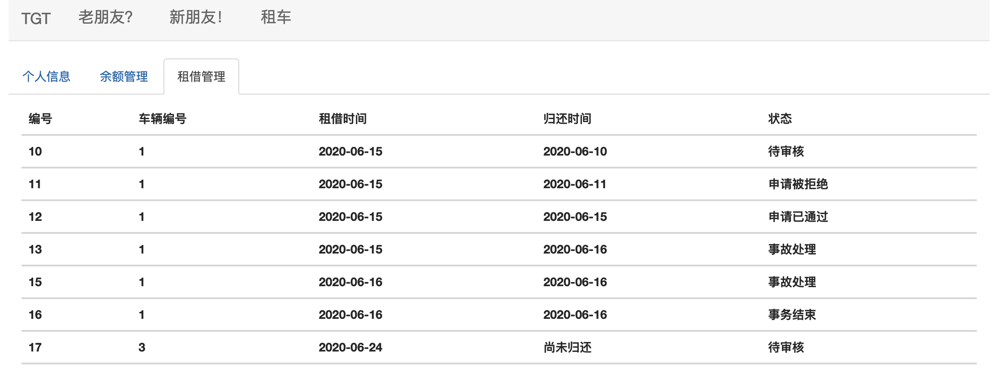 TGT 老朋友? 新朋友! 租车
个人信息 余额管理 租借管理
编号 车辆编号 租借时间 归还时间 状态
10 1 2020-06-15 2020-06-10 待审核
11 1 2020-06-15 2020-06-11 申请被拒绝
12 1 2020-06-15 2020-06-15 申请已通过
13 1 2020-06-15 2020-06-16 事故处理
15 1 2020-06-16 2020-06-16 事故处理
16 1 2020-06-16 2020-06-16 事务结束
17 3 2020-06-24 尚未归还 待审核